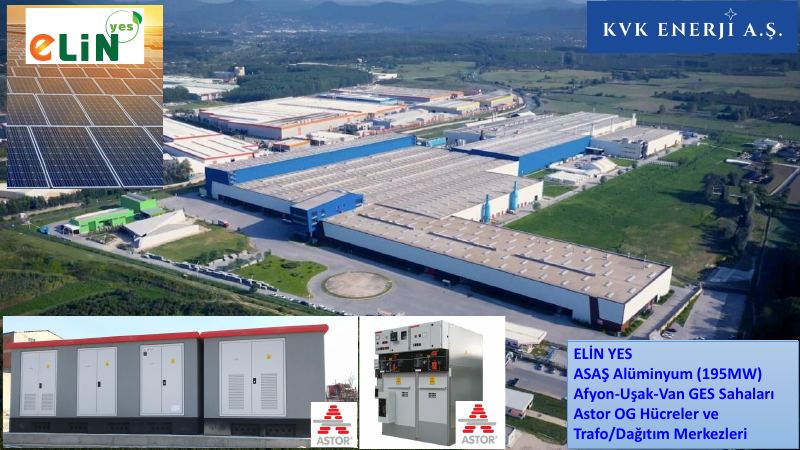 eLiN yes
KVK ENERJİ A.Ş.
ELİN YES
ASAŞ Alüminyum (195MW)
Afyon-Uşak-Van GES Sahaları
Astor OG Hücreler ve
Trafo/Dağıtım Merkezleri
ASTOR
ASTOR